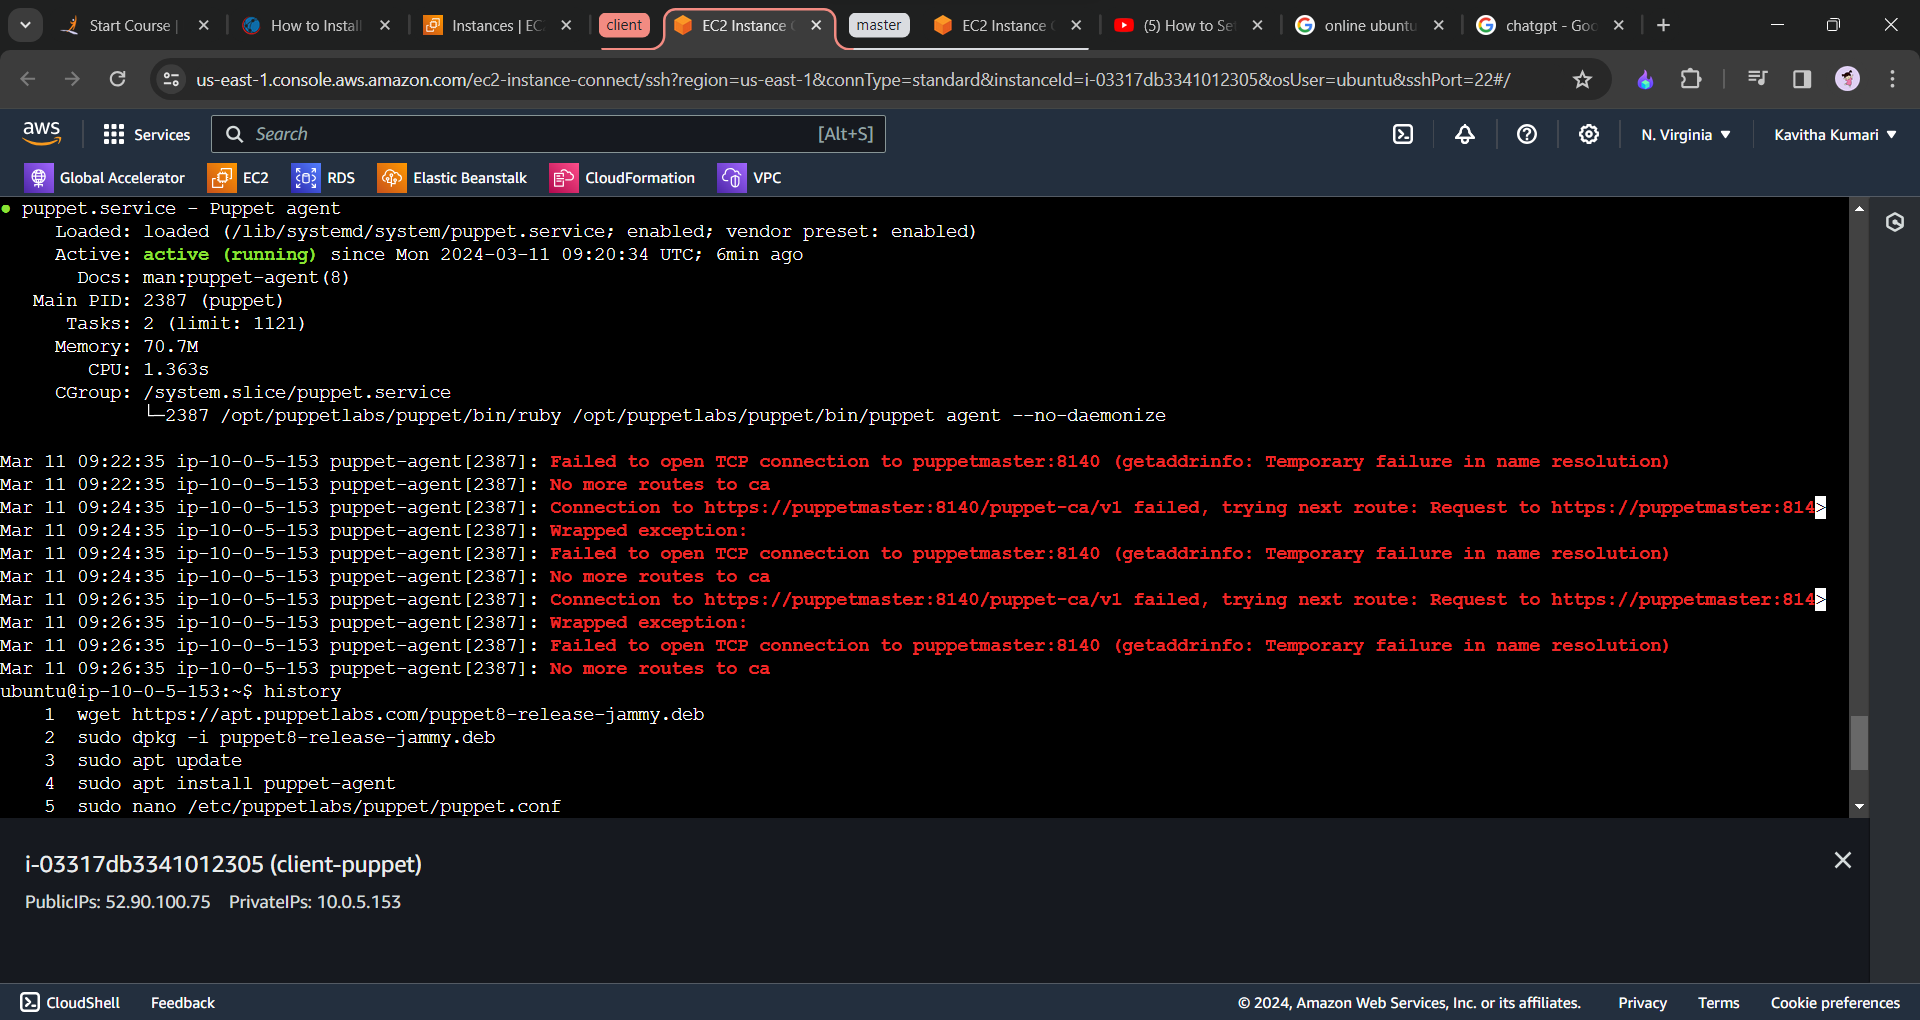 Start Course |
How to Install
Instances | EC
client
EC2 Instance
master
EC2 Instance
(5) How to Se
online ubuntu
chatgpt - Goo
us-east-1.console.aws.amazon.com/ec2-instance-connect/ssh?region=us-east-1&connType=standard&instanceId=i-03317db3341012305&osUser=ubuntu&sshPort=22#/
aws
Services
Search
[Alt+S]
N. Virginia
Kavitha Kumari
Global Accelerator
EC2
RDS
Elastic Beanstalk
CloudFormation
VPC
● puppet.service - Puppet agent
Loaded: loaded (/lib/systemd/system/puppet.service; enabled; vendor preset: enabled)
Active: active (running) since Mon 2024-03-11 09:20:34 UTC; 6min ago
Docs: man:puppet-agent(8)
Main PID: 2387 (puppet)
Tasks: 2 (limit: 1121)
Memory: 70.7M
CPU: 1.363s
CGroup: /system.slice/puppet.service
└─2387 /opt/puppetlabs/puppet/bin/ruby /opt/puppetlabs/puppet/bin/puppet agent --no-daemonize
Mar 11 09:22:35 ip-10-0-5-153 puppet-agent[2387]: Failed to open TCP connection to puppetmaster:8140 (getaddrinfo: Temporary failure in name resolution)
Mar 11 09:22:35 ip-10-0-5-153 puppet-agent[2387]: No more routes to ca
Mar 11 09:24:35 ip-10-0-5-153 puppet-agent[2387]: Connection to https://puppetmaster:8140/puppet-ca/v1 failed, trying next route: Request to https://puppetmaster:814>
Mar 11 09:24:35 ip-10-0-5-153 puppet-agent[2387]: Wrapped exception:
Mar 11 09:24:35 ip-10-0-5-153 puppet-agent[2387]: Failed to open TCP connection to puppetmaster:8140 (getaddrinfo: Temporary failure in name resolution)
Mar 11 09:24:35 ip-10-0-5-153 puppet-agent[2387]: No more routes to ca
Mar 11 09:26:35 ip-10-0-5-153 puppet-agent[2387]: Connection to https://puppetmaster:8140/puppet-ca/v1 failed, trying next route: Request to https://puppetmaster:814>
Mar 11 09:26:35 ip-10-0-5-153 puppet-agent[2387]: Wrapped exception:
Mar 11 09:26:35 ip-10-0-5-153 puppet-agent[2387]: Failed to open TCP connection to puppetmaster:8140 (getaddrinfo: Temporary failure in name resolution)
Mar 11 09:26:35 ip-10-0-5-153 puppet-agent[2387]: No more routes to ca
ubuntu@ip-10-0-5-153:~$ history
1 wget https://apt.puppetlabs.com/puppet8-release-jammy.deb
2 sudo dpkg -i puppet8-release-jammy.deb
3 sudo apt update
4 sudo apt install puppet-agent
5 sudo nano /etc/puppetlabs/puppet/puppet.conf
i-03317db3341012305 (client-puppet)
PublicIPs: 52.90.100.75 PrivateIPs: 10.0.5.153
CloudShell
Feedback
© 2024, Amazon Web Services, Inc. or its affiliates.
Privacy
Terms
Cookie preferences